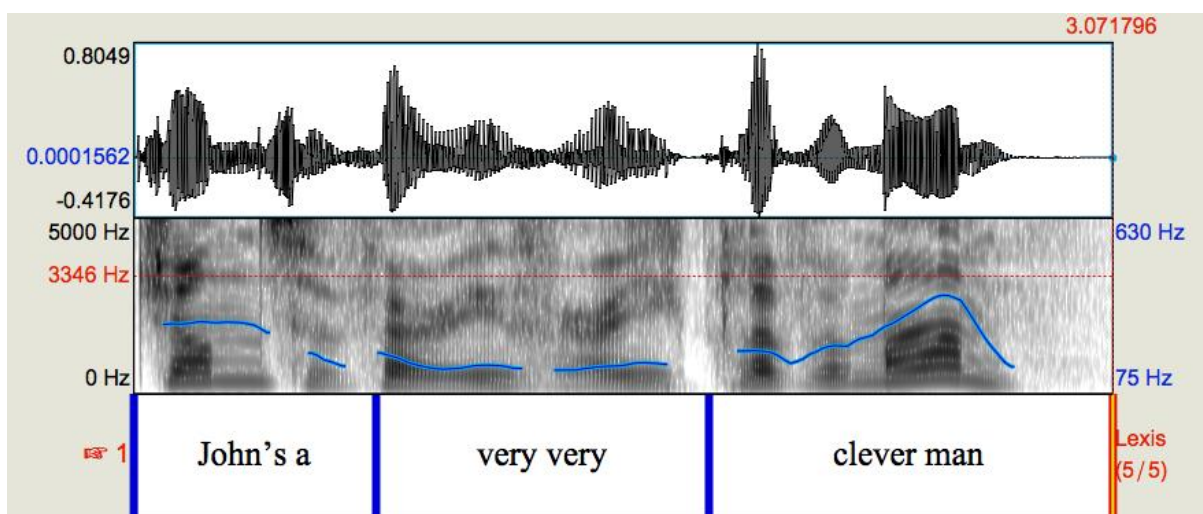 3.071796
0.8049
0.0001562
-0.4176
5000 Hz 630 Hz
3346 Hz
0 Hz 75 Hz
☞ 1 John’s a very very clever man Lexis
(5/5)